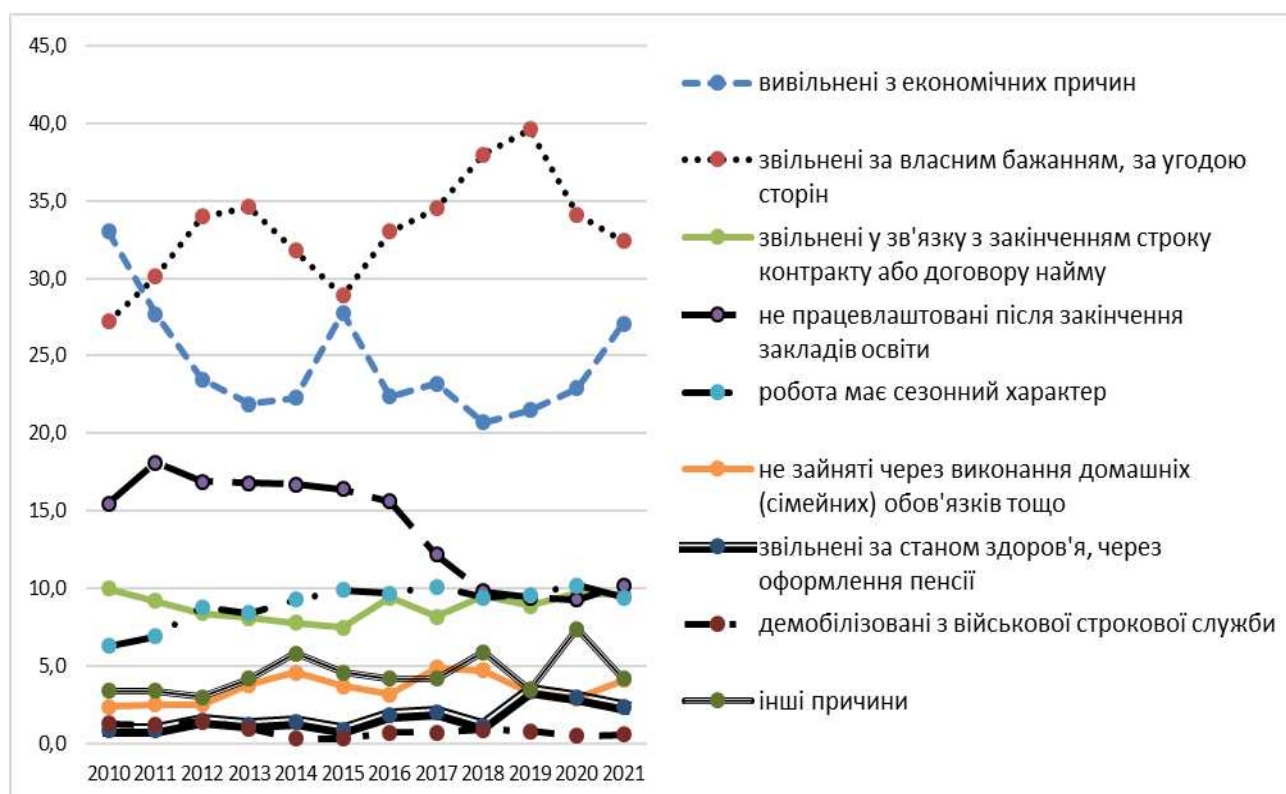 45,0
40,0
35,0
30,0
25,0
20,0
15,0
10,0
5,0
0,0
2010 2011 2012 2013 2014 2015 2016 2017 2018 2019 2020 2021
вивільнені з економічних причин
звільнені за власним бажанням, за угодою
сторін
звільнені у зв'язку з закінченням строку
контракту або договору найму
не працевлаштовані після закінчення
закладів освіти
робота має сезонний характер
не зайняті через виконання домашніх
(сімейних) обов'язків тощо
звільнені за станом здоров'я, через
оформлення пенсії
демобілізовані з військової строкової служби
інші причини